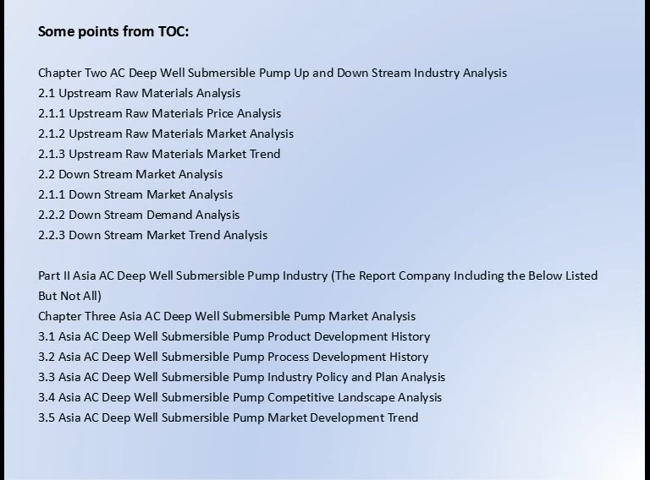 Some points from TOC:
Chapter Two AC Deep Well Submersible Pump Up and Down Stream Industry Analysis
2.1 Upstream Raw Materials Analysis
2.1.1 Upstream Raw Materials Price Analysis
2.1.2 Upstream Raw Materials Market Analysis
2.1.3 Upstream Raw Materials Market Trend
2.2 Down Stream Market Analysis
2.1.1 Down Stream Market Analysis
2.2.2 Down Stream Demand Analysis
2.2.3 Down Stream Market Trend Analysis
Part II Asia AC Deep Well Submersible Pump Industry (The Report Company Including the Below Listed
But Not All)
Chapter Three Asia AC Deep Well Submersible Pump Market Analysis
3.1 Asia AC Deep Well Submersible Pump Product Development History
3.2 Asia AC Deep Well Submersible Pump Process Development History
3.3 Asia AC Deep Well Submersible Pump Industry Policy and Plan Analysis
3.4 Asia AC Deep Well Submersible Pump Competitive Landscape Analysis
3.5 Asia AC Deep Well Submersible Pump Market Development Trend